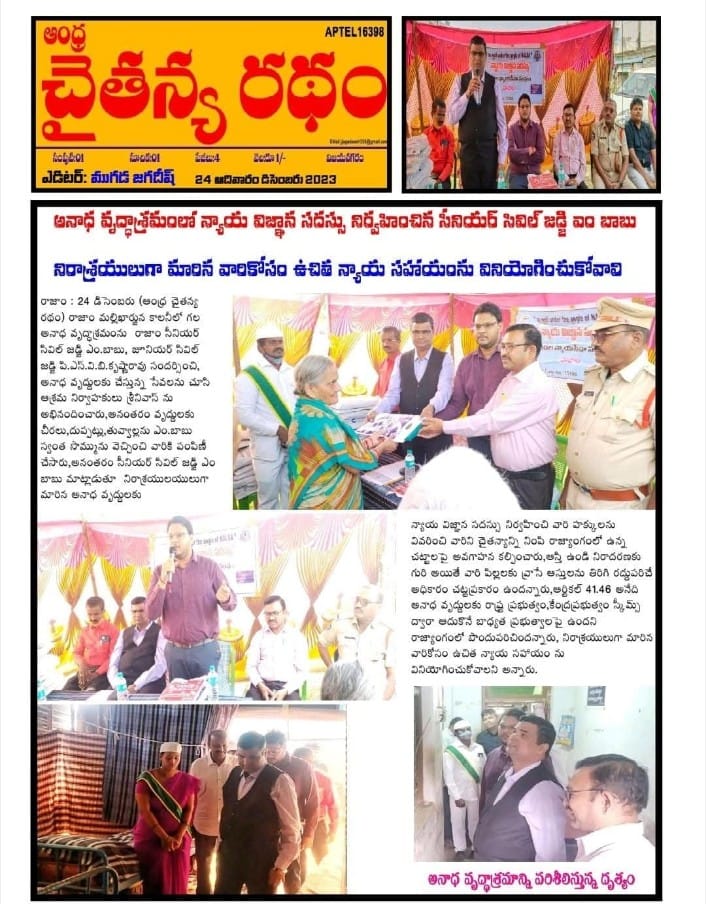 ఆంధ్ర
APTEL16398
చైతన్య రథం
సంపుటి:01 సూచిక:01 పేజీలు:4 వెల:రూ 1/- విజయనగరం
ఎడిటర్: ముగడ జగదీష్ 24 ఆదివారం డిసెంబరు 2023
అనాధ వృద్ధాశ్రమంలో న్యాయ విజ్ఞాన సదస్సు నిర్వహించిన సీనియర్ సివిల్ జడ్జి ఎం బాబు
నిరాశ్రయులుగా మారిన వారికోసం ఉచిత న్యాయ సహాయంను వినియోగించుకోవాలి
రాజాం : 24 డిసెంబరు (ఆంధ్ర చైతన్య
రథం) రాజాం మల్లిఖార్జున కాలనీలో గల
అనాధ వృద్ధాశ్రమంను రాజాం సీనియర్
సివిల్ జడ్జి ఎం.బాబు, జూనియర్ సివిల్
జడ్జి పి.ఎస్.వి.బి.కృష్ణారావు సందర్శించి,
అనాధ వృద్దులకు చేస్తున్న సేవలను చూసి
ఆశ్రమ నిర్వాహకులు శ్రీనివాస్ ను
అభినందించారు,అనంతరం వృద్దులకు
చీరలు,దుప్పట్లు,తువ్వాల్లను ఎం.బాబు
స్వంత సొమ్మును వెచ్చించి వారికి పంపిణీ
చేసారు,అనంతరం సీనియర్ సివిల్ జడ్జి ఎం
బాబు మాట్లాడుతూ నిరాశ్రయులయులుగా
మారిన అనాధ వృద్దులకు
న్యాయ విజ్ఞాన సదస్సు నిర్వహించి వారి హక్కులను
వివరించి వారిని చైతన్యాన్ని నింపి రాజ్యాంగంలో ఉన్న
చట్టాలపై అవగాహన కల్పించారు,ఆస్తి ఉండి నిరాదరణకు
గురి అయితే వారి పిల్లలకు వ్రాసే ఆస్తులను తిరిగి రద్దుపరిచే
అధికారం చట్టప్రకారం ఉందన్నారు,ఆర్టికల్ 41.46 అనేది
అనాధ వృద్దులకు రాష్ట్ర ప్రభుత్వం,కేంద్రప్రభుత్వం స్కీమ్స్
ద్వారా ఆదుకొనే బాధ్యత ప్రభుత్వాలపై ఉందని
రాజ్యాంగంలో పొందుపరిచిందన్నారు, నిరాశ్రయులుగా మారిన
వారికోసం ఉచిత న్యాయ సహాయం ను
వినియోగించుకోవాలని అన్నారు.
అనాధ వృద్ధాశ్రమాన్ని పరిశీలిస్తున్న దృశ్యం